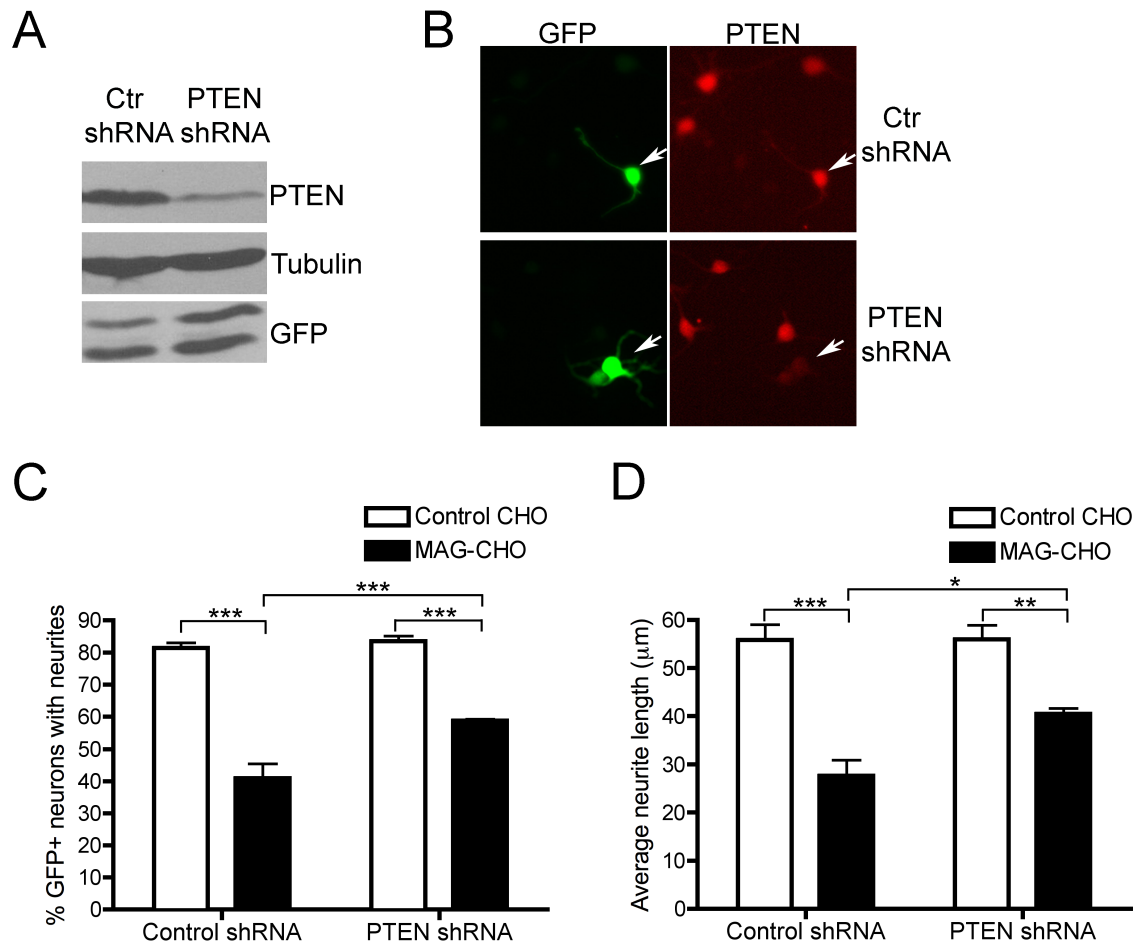 A
Ctr PTEN
shRNA shRNA
PTEN
Tubulin
GFP
B
GFP PTEN
Ctr
shRNA
PTEN
shRNA
C
Control CHO
MAG-CHO
***
*** ***
% GFP+ neurons with neurites
90
80
70
60
50
40
30
20
10
0
Control shRNA PTEN shRNA
D
Control CHO
MAG-CHO
*
*** **
Average neurite length (μm)
60
50
40
30
20
10
0
Control shRNA PTEN shRNA